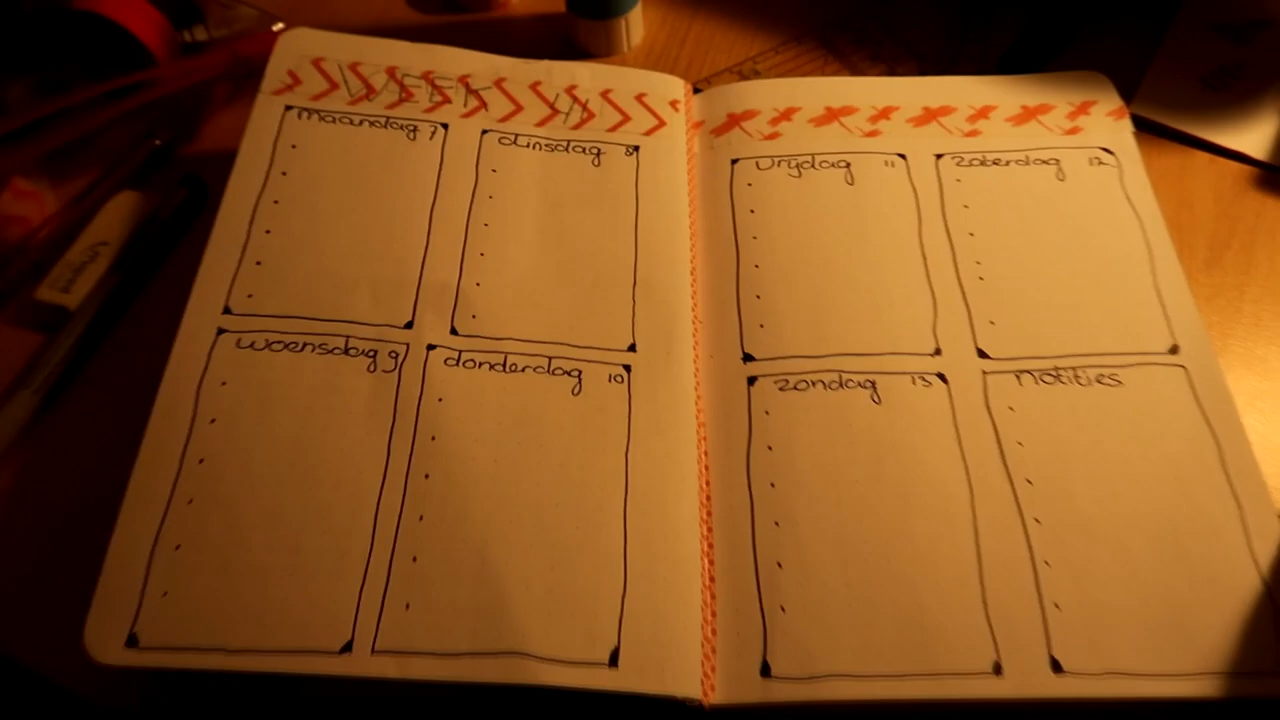 WEEK
maandag 7
dinsdag 8
woensdag 9
donderdag 10
vrijdag 11
zaterdag 12
zondag 13
notities